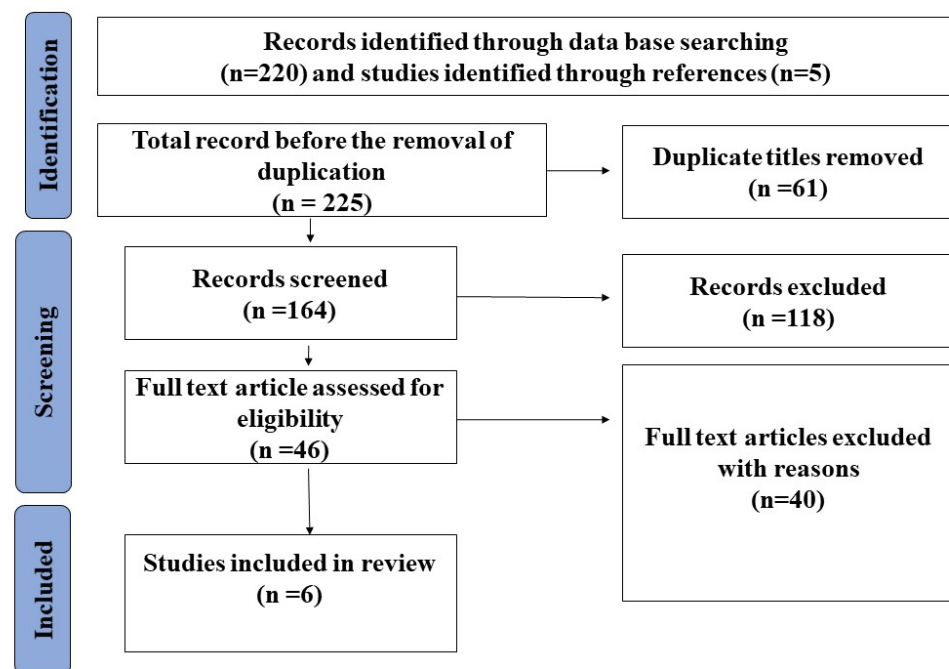 Identification
Records identified through data base searching
(n=220) and studies identified through references (n=5)
Total record before the removal of
duplication
(n = 225)
Duplicate titles removed
(n =61)
Screening
Records screened
(n =164)
Records excluded
(n =118)
Full text article assessed for
eligibility
(n =46)
Full text articles excluded
with reasons
(n=40)
Included
Studies included in review
(n =6)